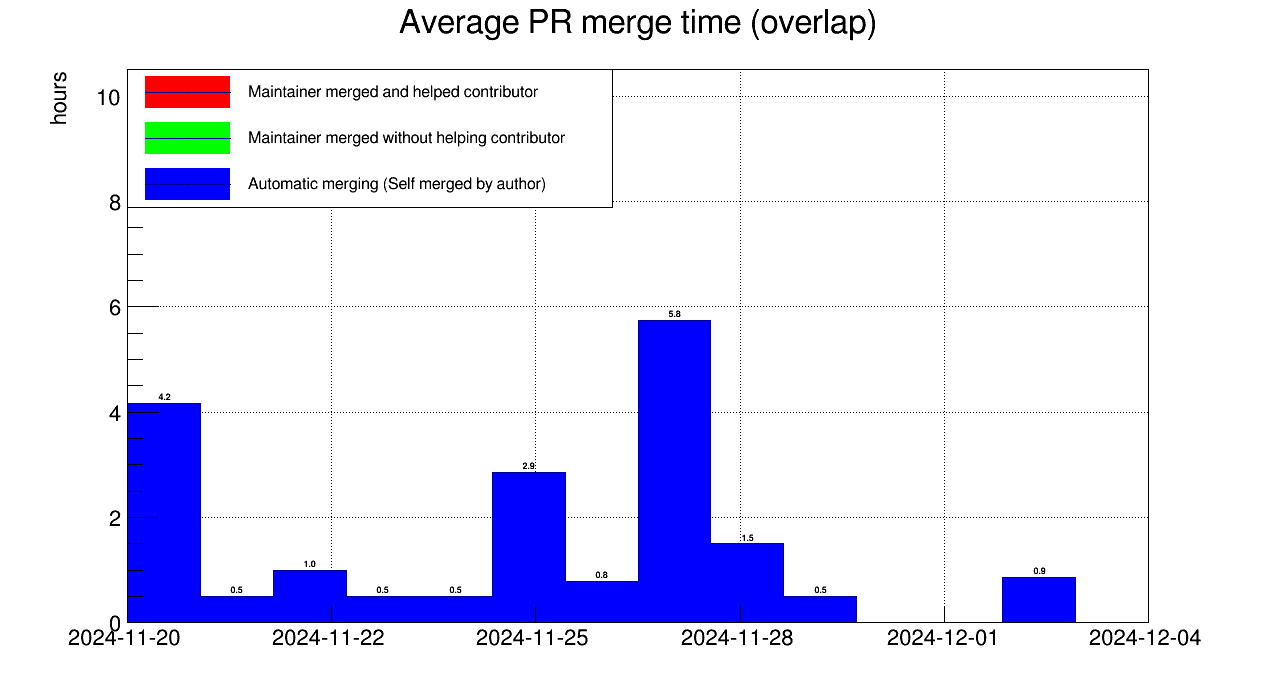 Average PR merge time (overlap)
hours
Maintainer merged and helped contributor
Maintainer merged without helping contributor
Automatic merging (Self merged by author)
10
8
6
4
2
0
4.2
0.5
1.0
0.5
0.5
2.9
0.8
5.8
1.5
0.5
0.9
2024-11-20 2024-11-22 2024-11-25 2024-11-28 2024-12-01 2024-12-04